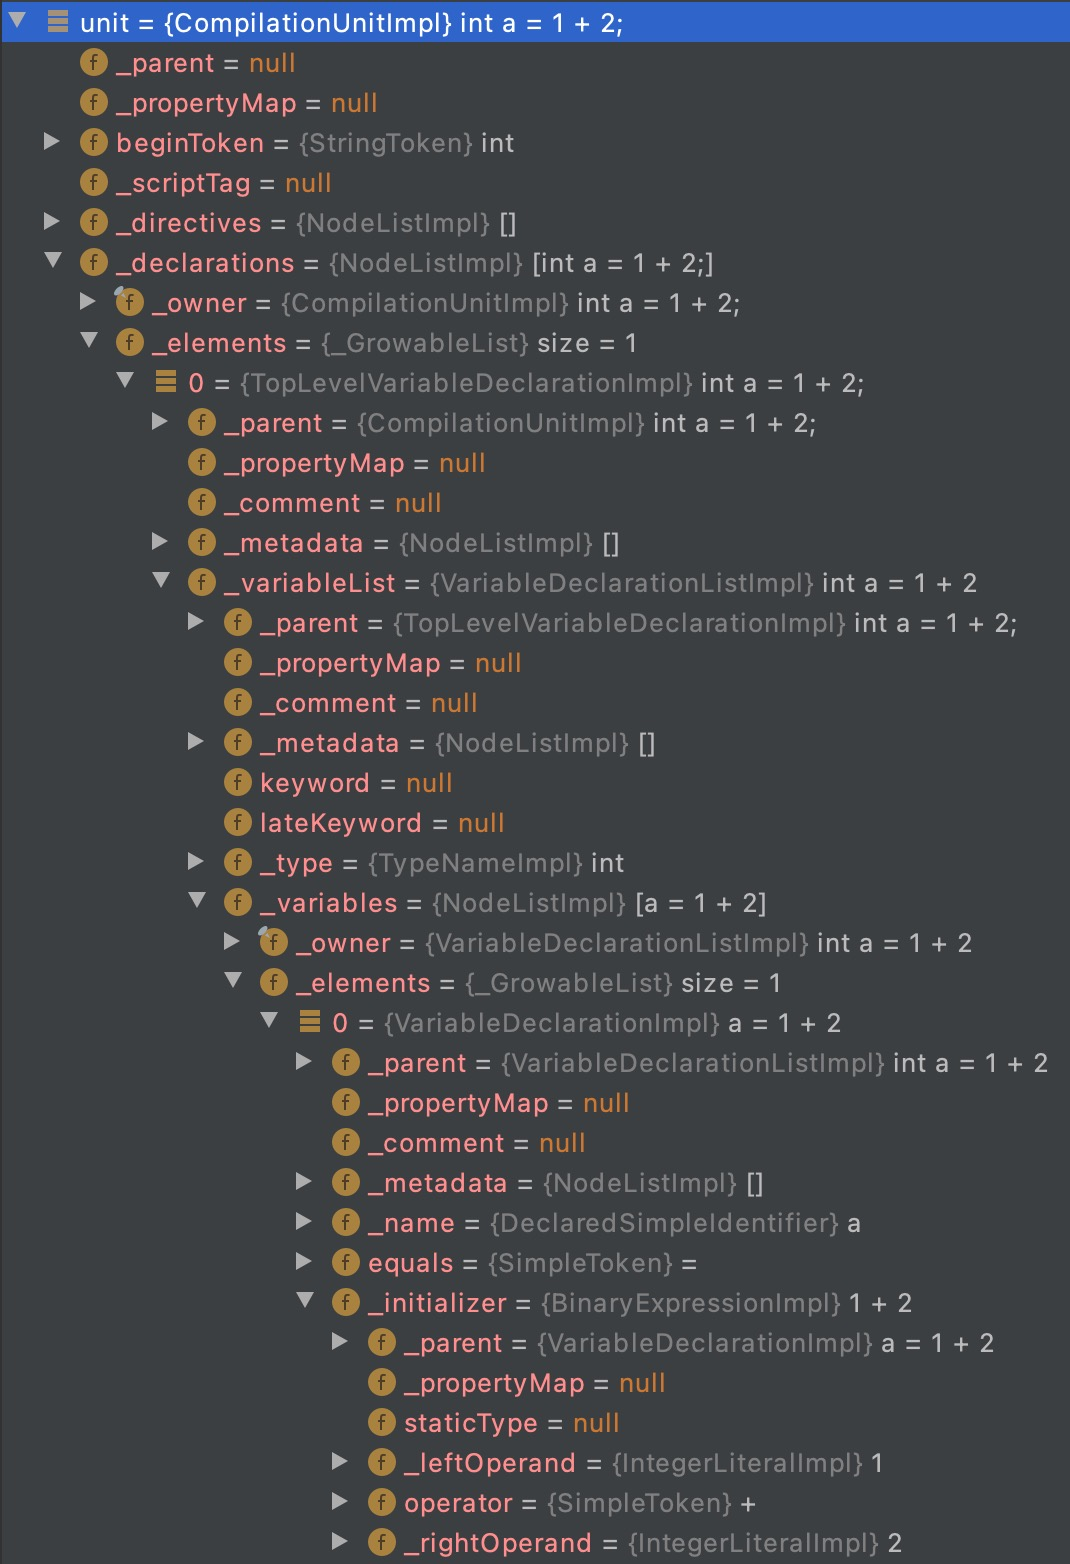 unit = {CompilationUnitImpl} int a = 1 + 2;
f _parent = null
f _propertyMap = null
f beginToken = {StringToken} int
f _scriptTag = null
f _directives = {NodeListImpl} []
f _declarations = {NodeListImpl} [int a = 1 + 2;]
f _owner = {CompilationUnitImpl} int a = 1 + 2;
f _elements = {_GrowableList} size = 1
0 = {TopLevelVariableDeclarationImpl} int a = 1 + 2;
f _parent = {CompilationUnitImpl} int a = 1 + 2;
f _propertyMap = null
f _comment = null
f _metadata = {NodeListImpl} []
f _variableList = {VariableDeclarationListImpl} int a = 1 + 2
f _parent = {TopLevelVariableDeclarationImpl} int a = 1 + 2;
f _propertyMap = null
f _comment = null
f _metadata = {NodeListImpl} []
f keyword = null
f lateKeyword = null
f _type = {TypeNameImpl} int
f _variables = {NodeListImpl} [a = 1 + 2]
f _owner = {VariableDeclarationListImpl} int a = 1 + 2
f _elements = {_GrowableList} size = 1
0 = {VariableDeclarationImpl} a = 1 + 2
f _parent = {VariableDeclarationListImpl} int a = 1 + 2
f _propertyMap = null
f _comment = null
f _metadata = {NodeListImpl} []
f _name = {DeclaredSimpleIdentifier} a
f equals = {SimpleToken} =
f _initializer = {BinaryExpressionImpl} 1 + 2
f _parent = {VariableDeclarationImpl} a = 1 + 2
f _propertyMap = null
f staticType = null
f _leftOperand = {IntegerLiteralImpl} 1
f operator = {SimpleToken} +
f _rightOperand = {IntegerLiteralImpl} 2